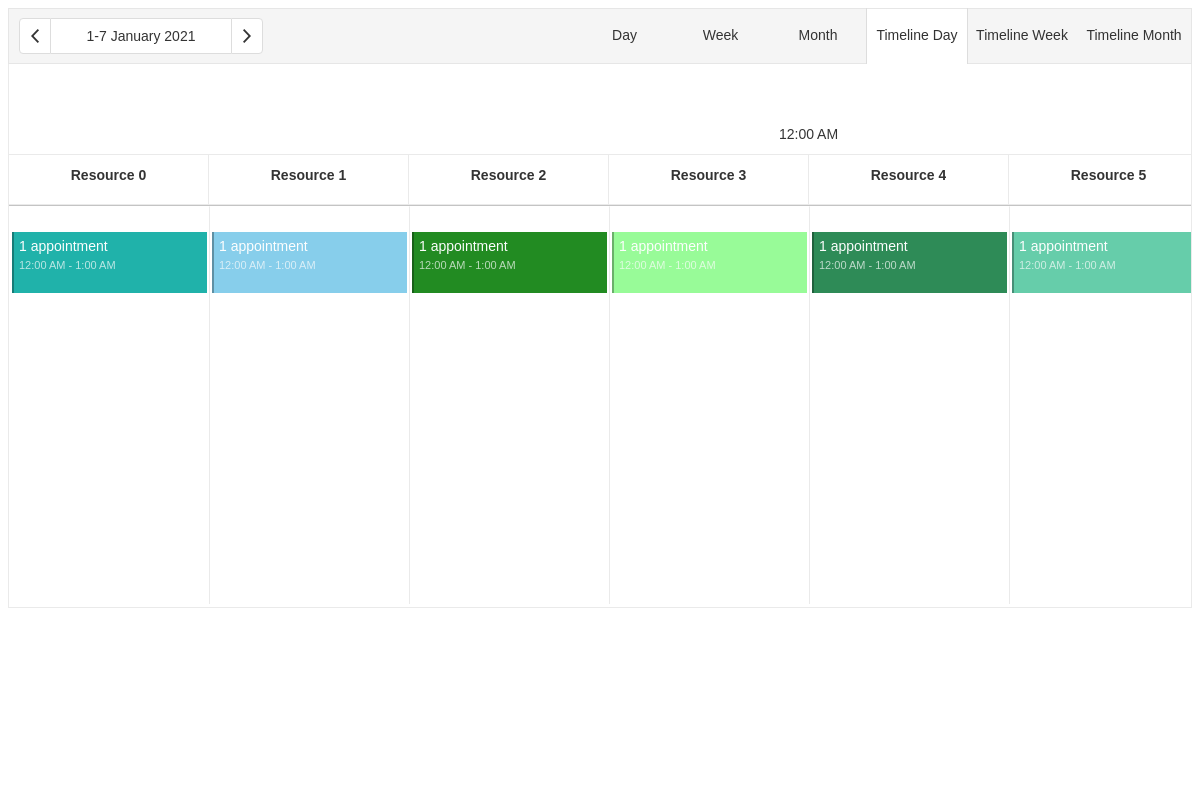 1-7 January 2021 Day Week Month Timeline Day Timeline Week Timeline Month
12:00 AM
Resource 0 Resource 1 Resource 2 Resource 3 Resource 4 Resource 5
1 appointment 1 appointment 1 appointment 1 appointment 1 appointment 1 appointment
12:00 AM - 1:00 AM 12:00 AM - 1:00 AM 12:00 AM - 1:00 AM 12:00 AM - 1:00 AM 12:00 AM - 1:00 AM 12:00 AM - 1:00 AM